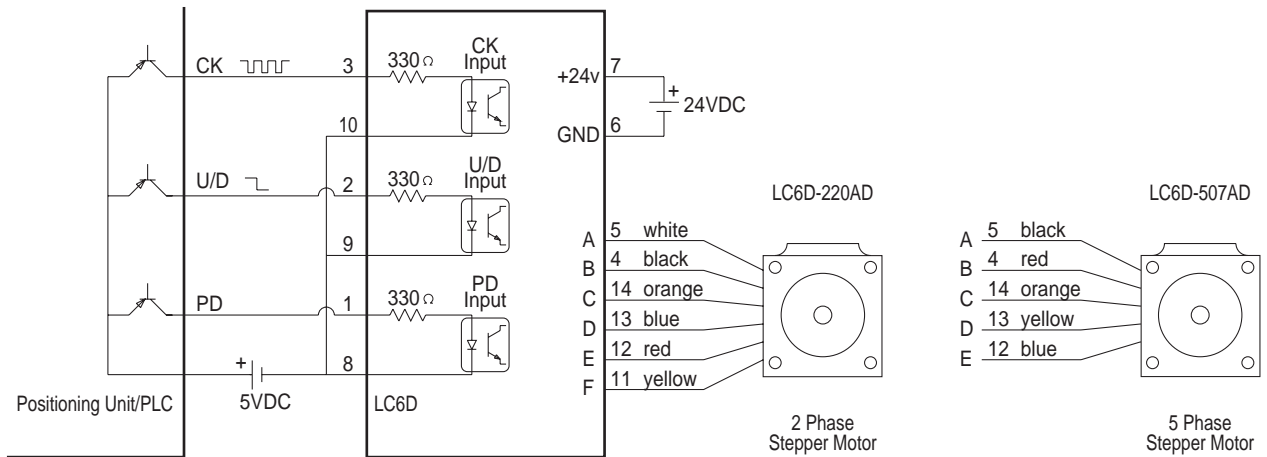 CK
3
330Ω
CK
Input
10
U/D
2
330Ω
U/D
Input
9
PD
1
330Ω
PD
Input
+
5VDC
8
Positioning Unit/PLC
LC6D
+24v
7
+
24VDC
GND
6
A 5 white
B 4 black
C 14 orange
D 13 blue
E 12 red
F 11 yellow
LC6D-220AD
2 Phase
Stepper Motor
LC6D-507AD
A 5 black
B 4 red
C 14 orange
D 13 yellow
E 12 blue
5 Phase
Stepper Motor